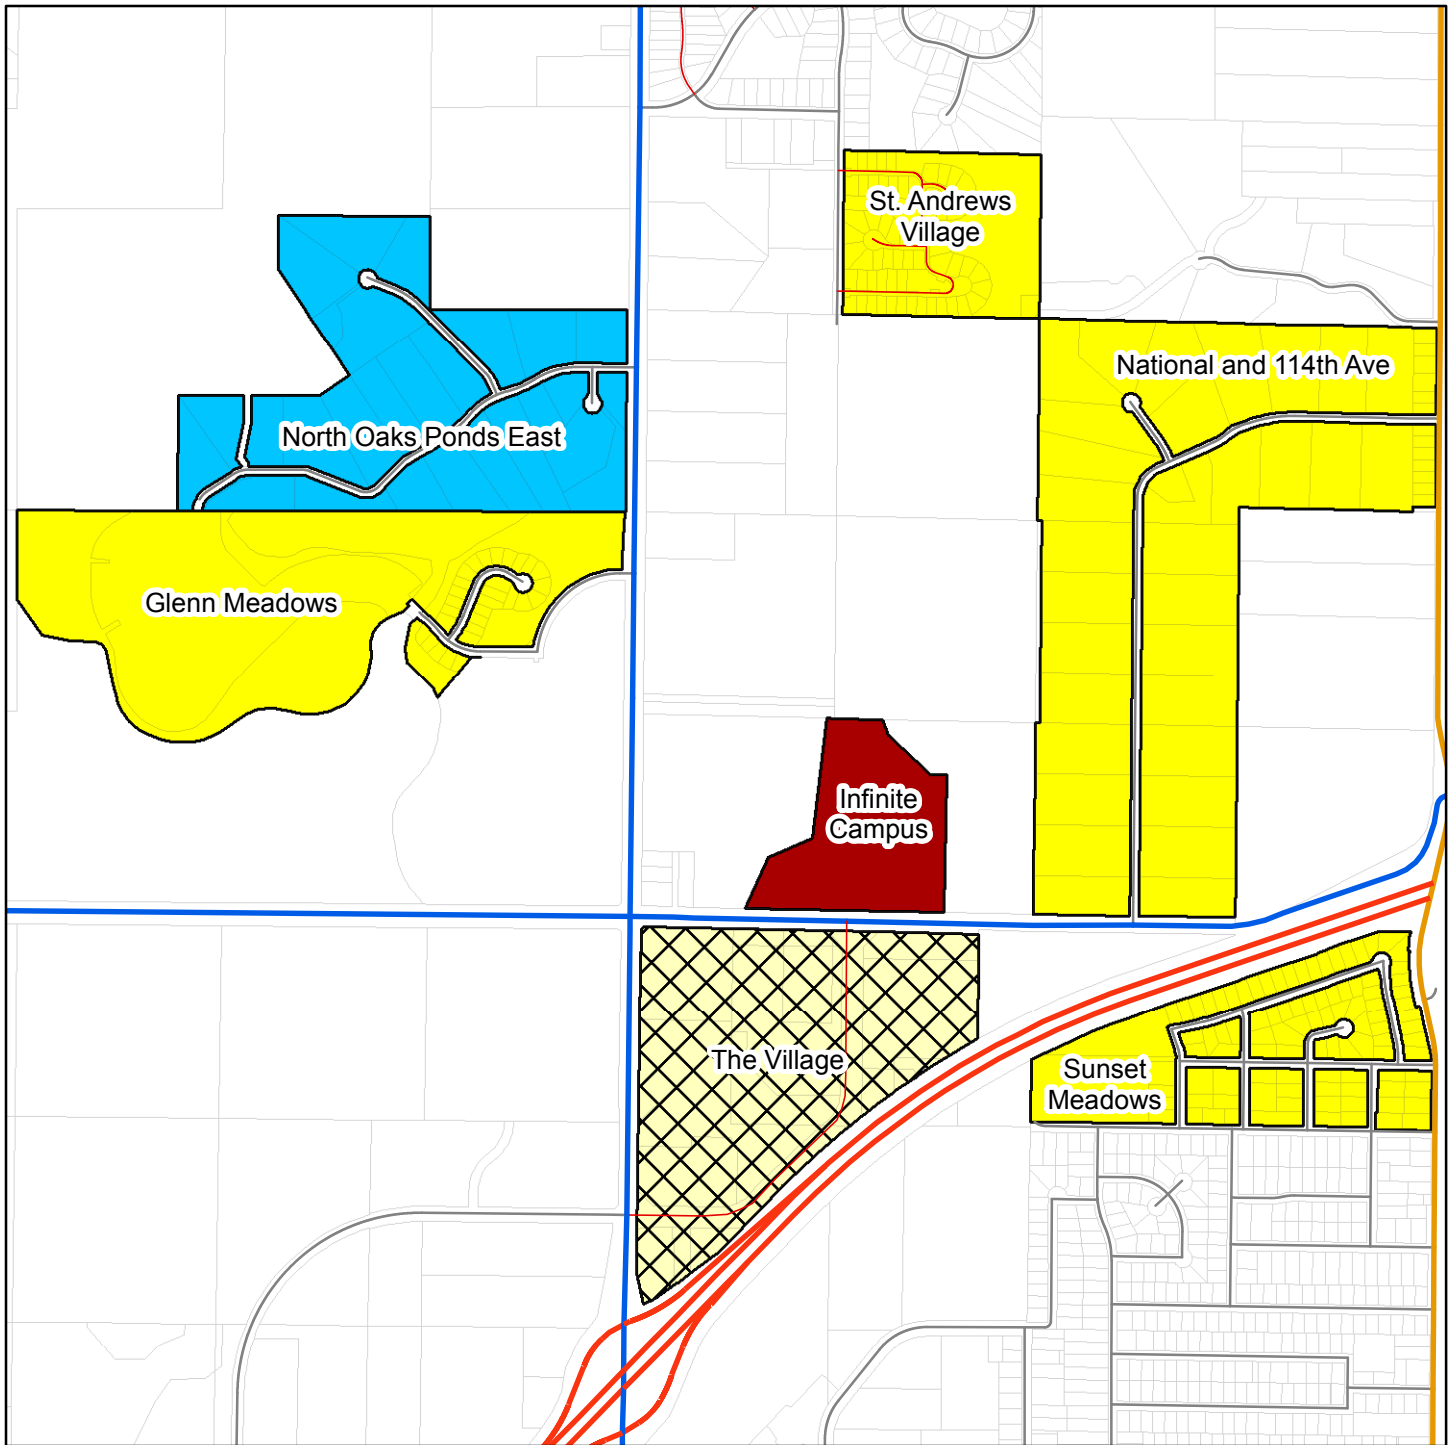 St. Andrews
Village
National and 114th Ave
North Oaks Ponds East
Glenn Meadows
Infinite
Campus
The Village
Sunset
Meadows